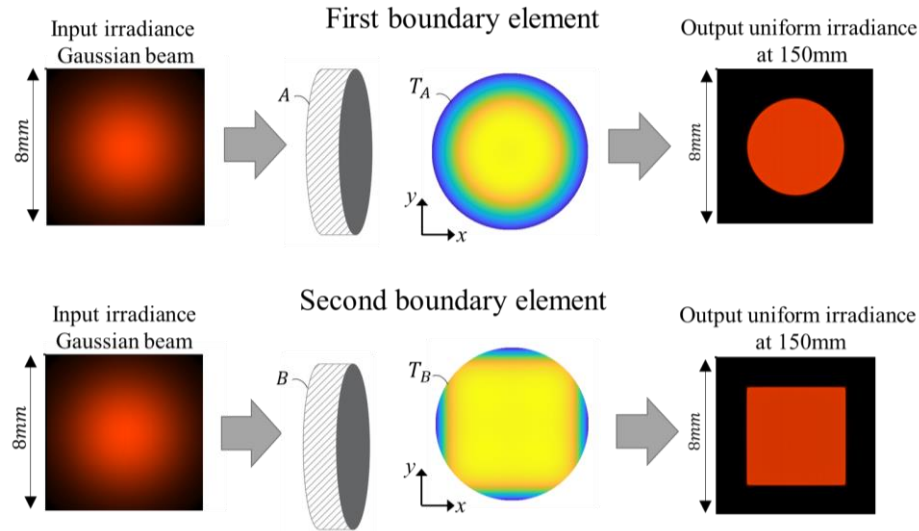 First boundary element
Input irradiance
Gaussian beam
Output uniform irradiance
at 150mm
8mm
A
T_A
y
x
8mm
Second boundary element
Input irradiance
Gaussian beam
Output uniform irradiance
at 150mm
8mm
B
T_B
y
x
8mm